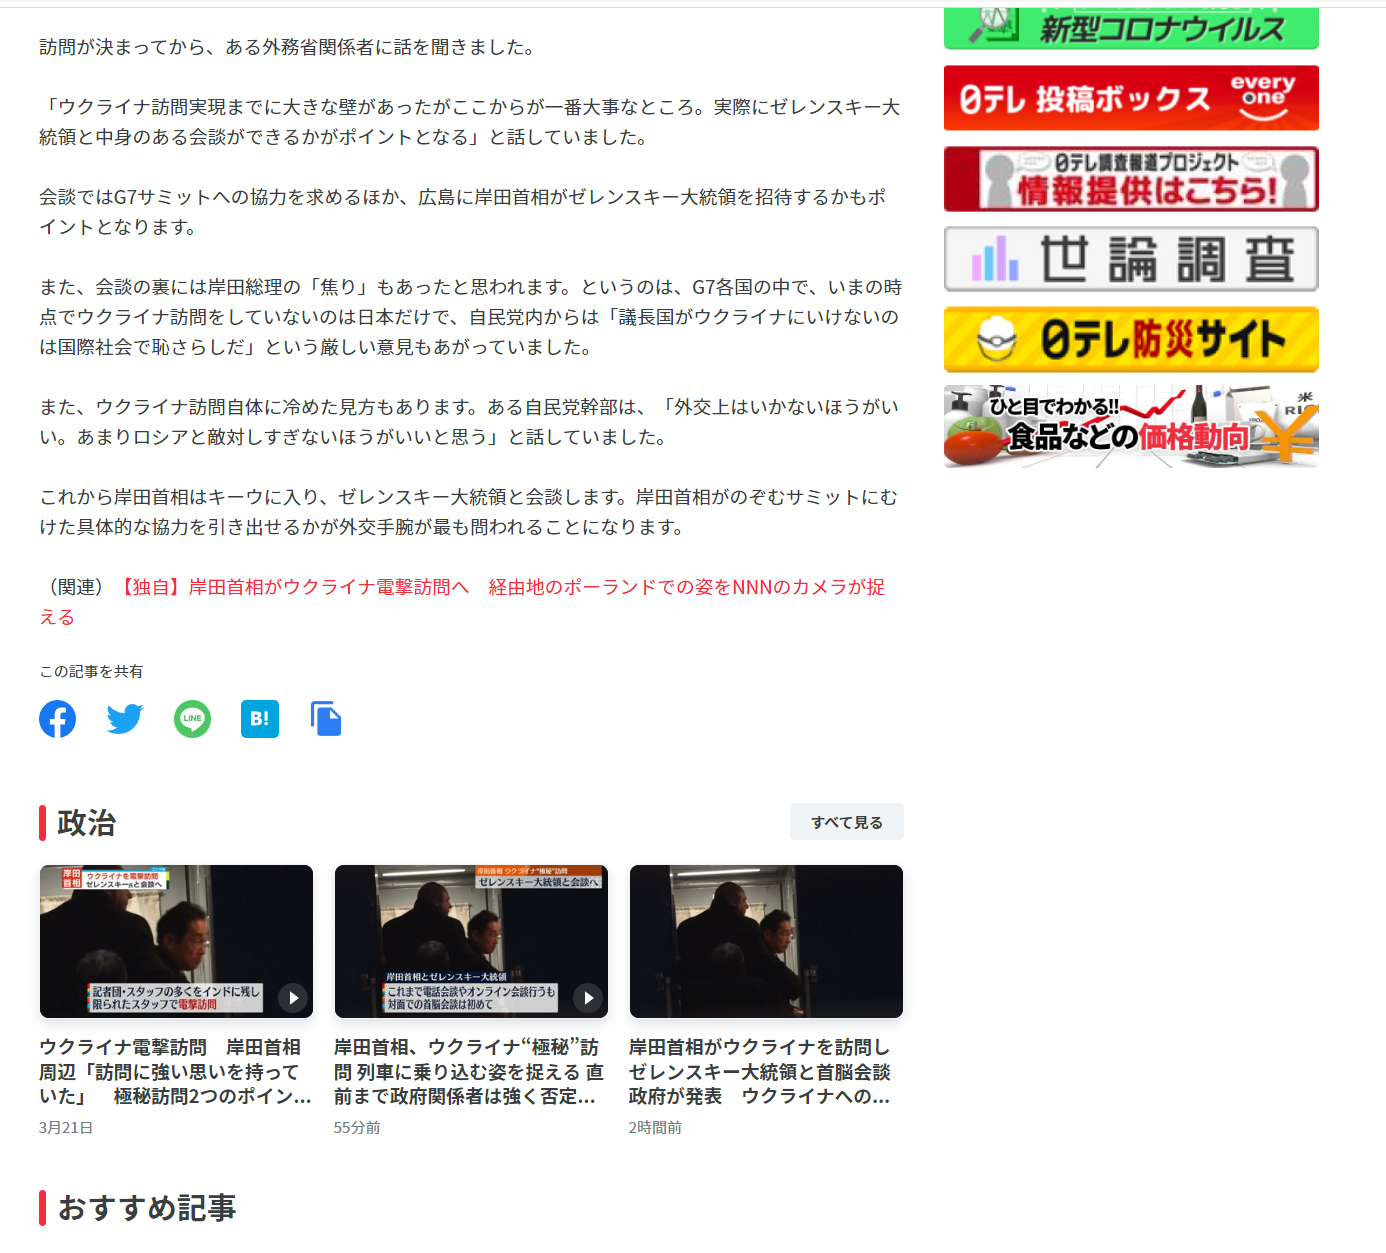 訪問が決まってから、ある外務省関係者に話を聞きました。
「ウクライナ訪問実現までに大きな壁があったがここからが一番大事なところ。実際にゼレンスキー大
統領と中身のある会談ができるかがポイントとなる」と話していました。
会談ではG7サミットへの協力を求めるほか、広島に岸田首相がゼレンスキー大統領を招待するかもポ
イントとなります。
また、会談の裏には岸田総理の「焦り」もあったと思われます。というのは、G7各国の中で、いまの時
点でウクライナ訪問をしていないのは日本だけで、自民党内からは「議長国がウクライナにいけないの
は国際社会で恥さらしだ」という厳しい意見もあがっていました。
また、ウクライナ訪問自体に冷めた見方もあります。ある自民党幹部は、「外交上はいかないほうがい
い。あまりロシアと敵対しすぎないほうがいいと思う」と話していました。
これから岸田首相はキーウに入り、ゼレンスキー大統領と会談します。岸田首相がのぞむサミットにむ
けた具体的な協力を引き出せるかが外交手腕が最も問われることになります。
（関連）【独自】岸田首相がウクライナ電撃訪問へ　経由地のポーランドでの姿をNNNのカメラが捉
える
この記事を共有
LINE
B!
政治
すべて見る
岸田
首相
ウクライナを電撃訪問
ゼレンスキー氏と会談へ
記者団・スタッフの多くをインドに残し
限られたスタッフで電撃訪問
ウクライナ電撃訪問　岸田首相
周辺「訪問に強い思いを持って
いた」　極秘訪問2つのポイン...
3月21日
岸田首相 ウクライナ“極秘”訪問
ゼレンスキー大統領と会談へ
岸田首相とゼレンスキー大統領
これまで電話会談やオンライン会談行うも
対面での首脳会談は初めて
岸田首相、ウクライナ“極秘”訪
問 列車に乗り込む姿を捉える 直
前まで政府関係者は強く否定...
55分前
岸田首相がウクライナを訪問し
ゼレンスキー大統領と首脳会談
政府が発表　ウクライナへの...
2時間前
おすすめ記事
新型コロナウイルス
日テレ 投稿ボックス
every
one
日テレ調査報道プロジェクト
情報提供はこちら!
世論調査
日テレ防災サイト
ひと目でわかる!!
食品などの価格動向
米
¥